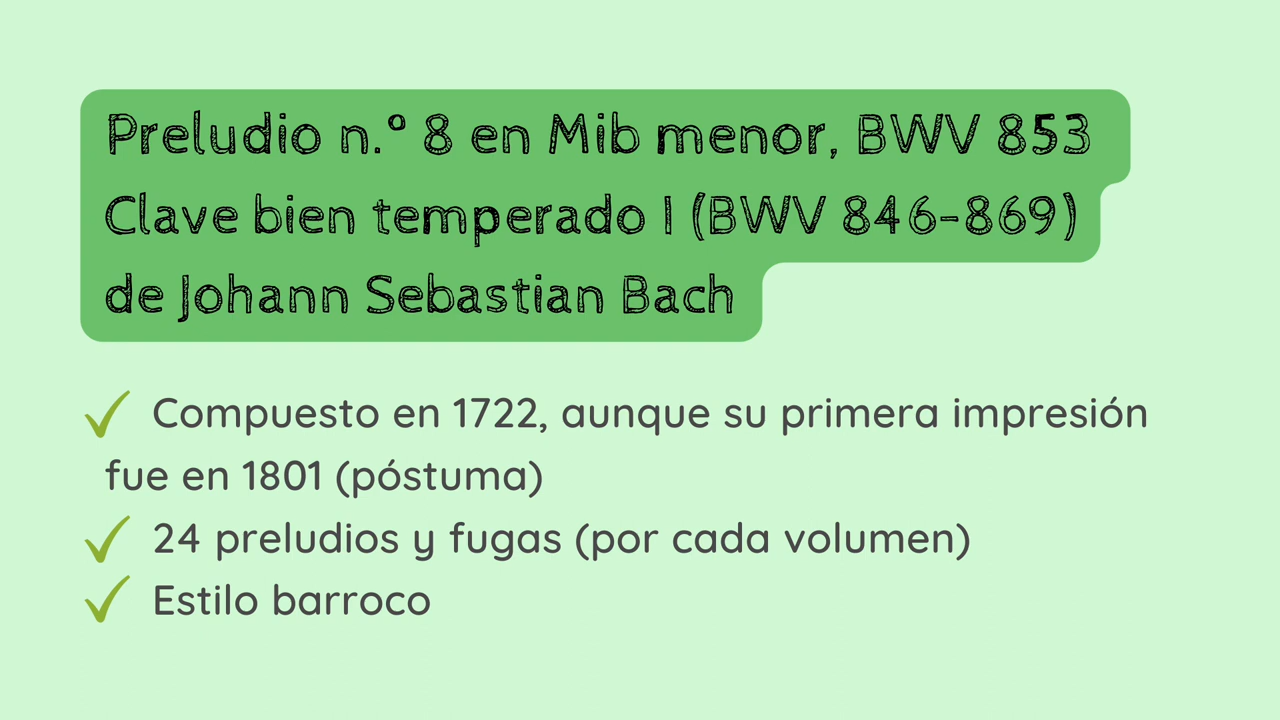 Preludio n.º 8 en Mib menor, BWV 853
Clave bien temperado I (BWV 846-869)
de Johann Sebastian Bach
✓ Compuesto en 1722, aunque su primera impresión
fue en 1801 (póstuma)
✓ 24 preludios y fugas (por cada volumen)
✓ Estilo barroco